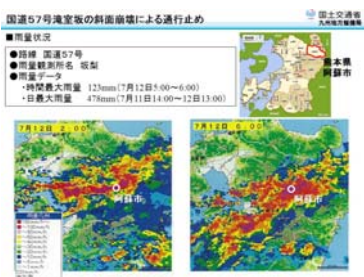 国道57号滝室坂の斜面崩壊による通行止め
国土交通省
九州地方整備局
■雨量状況
●路線 国道57号
●雨量観測所名 坂梨
●雨量データ
・時間最大雨量 123mm(7月12日5:00～6:00)
・日最大雨量 478mm(7月11日14:00～12日13:00)
熊本県
阿蘇市
7月12日 2:00
阿蘇市
7月12日 6:00
阿蘇市